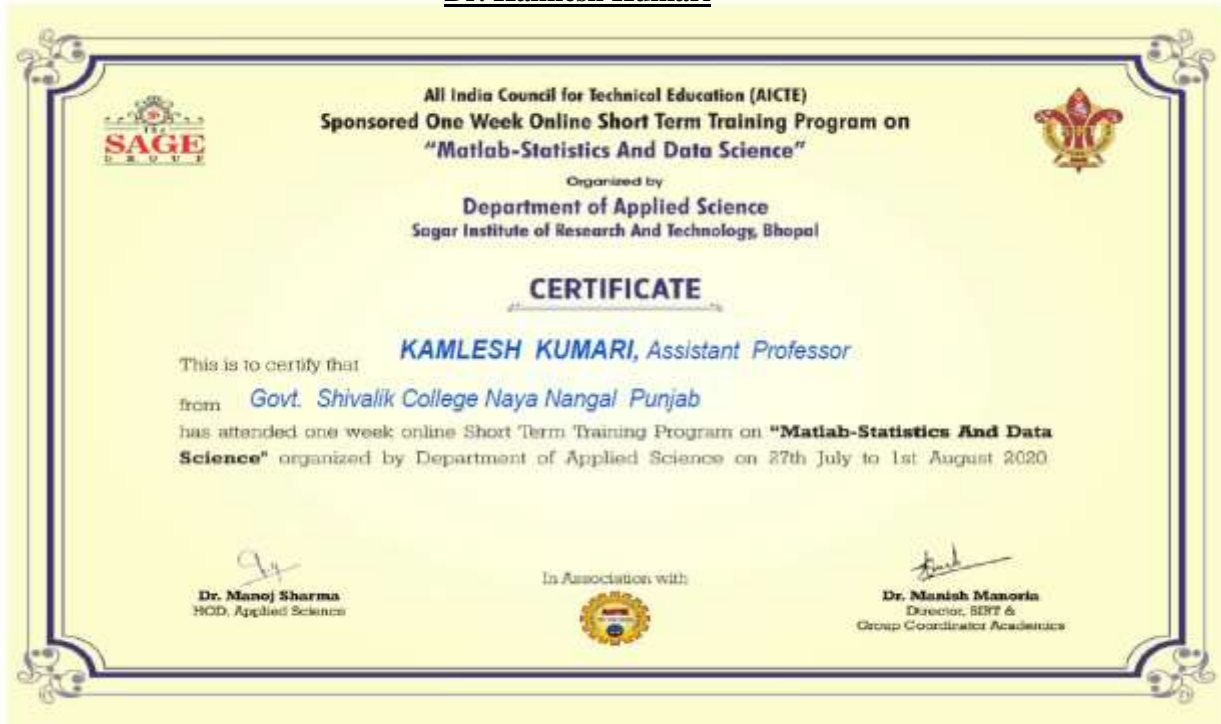 Dr. Kamlesh Kumari
The
SAGE
GROUP
All India Council for Technical Education (AICTE)
Sponsored One Week Online Short Term Training Program on
“Matlab-Statistics And Data Science”
Organized by
Department of Applied Science
Sagar Institute of Research And Technology, Bhopal
CERTIFICATE
This is to certify that KAMLESH KUMARI, Assistant Professor
from Govt. Shivalik College Naya Nangal Punjab
has attended one week online Short Term Training Program on "Matlab-Statistics And Data
Science" organized by Department of Applied Science on 27th July to 1st August 2020
Dr. Manoj Sharma
HOD, Applied Science
In Association with
Dr. Manish Manoria
Director, SIRT &
Group Coordinator Academics